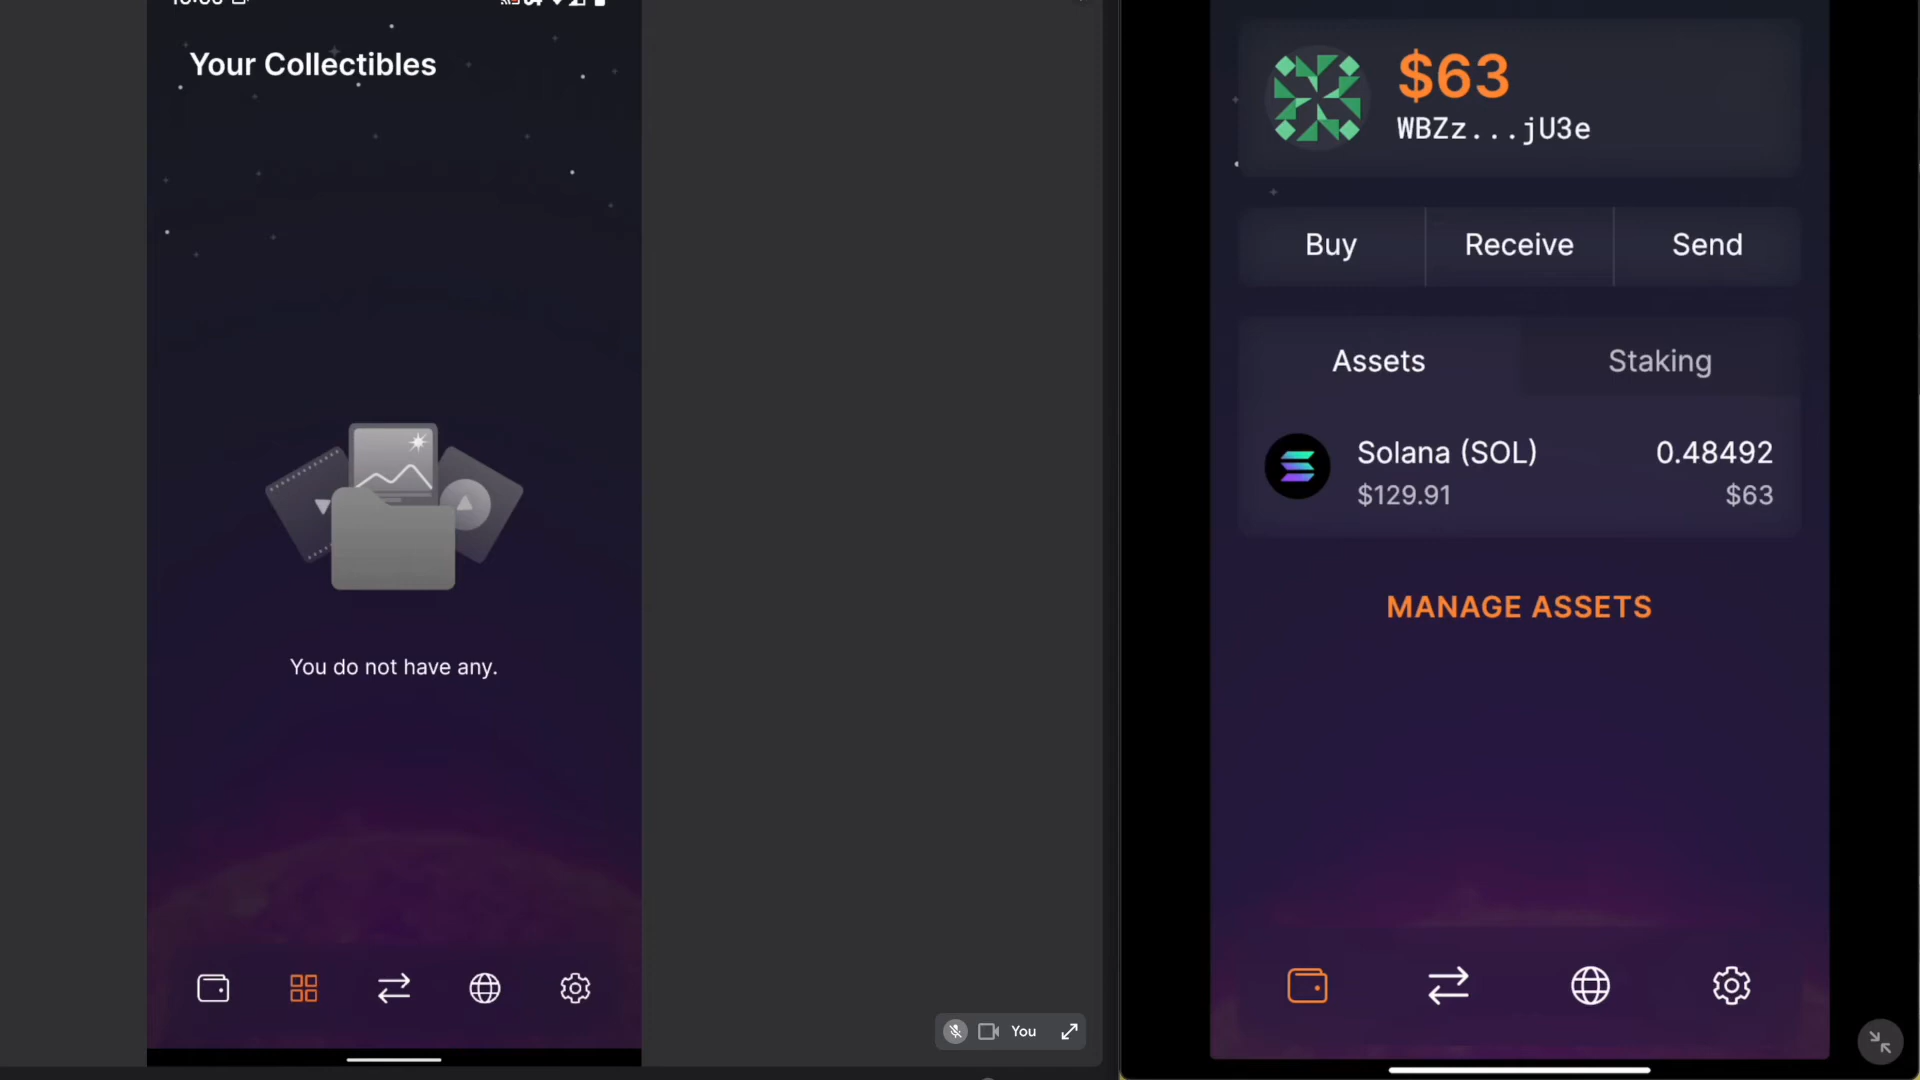 Your Collectibles
You do not have any.
You
$63
WBZz...jU3e
Buy
Receive
Send
Assets
Staking
Solana (SOL)
0.48492
$129.91
$63
MANAGE ASSETS